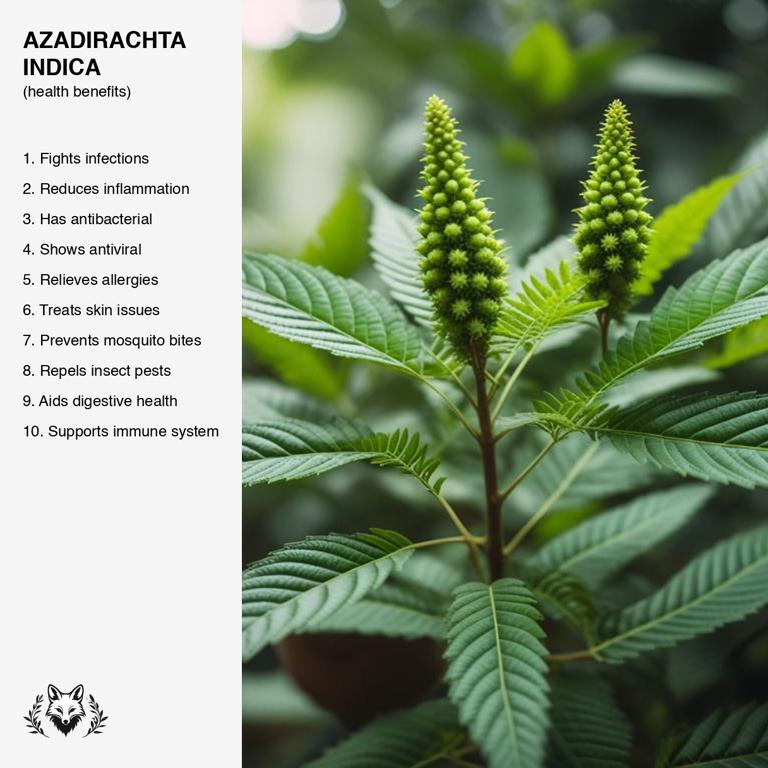 AZADIRACHTA
INDICA
(health benefits)
1. Fights infections
2. Reduces inflammation
3. Has antibacterial
4. Shows antiviral
5. Relieves allergies
6. Treats skin issues
7. Prevents mosquito bites
8. Repels insect pests
9. Aids digestive health
10. Supports immune system